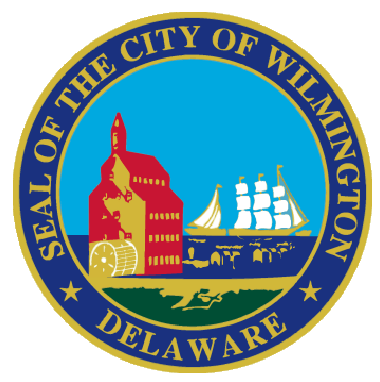 SEAL OF THE CITY OF WILMINGTON
DELAWARE